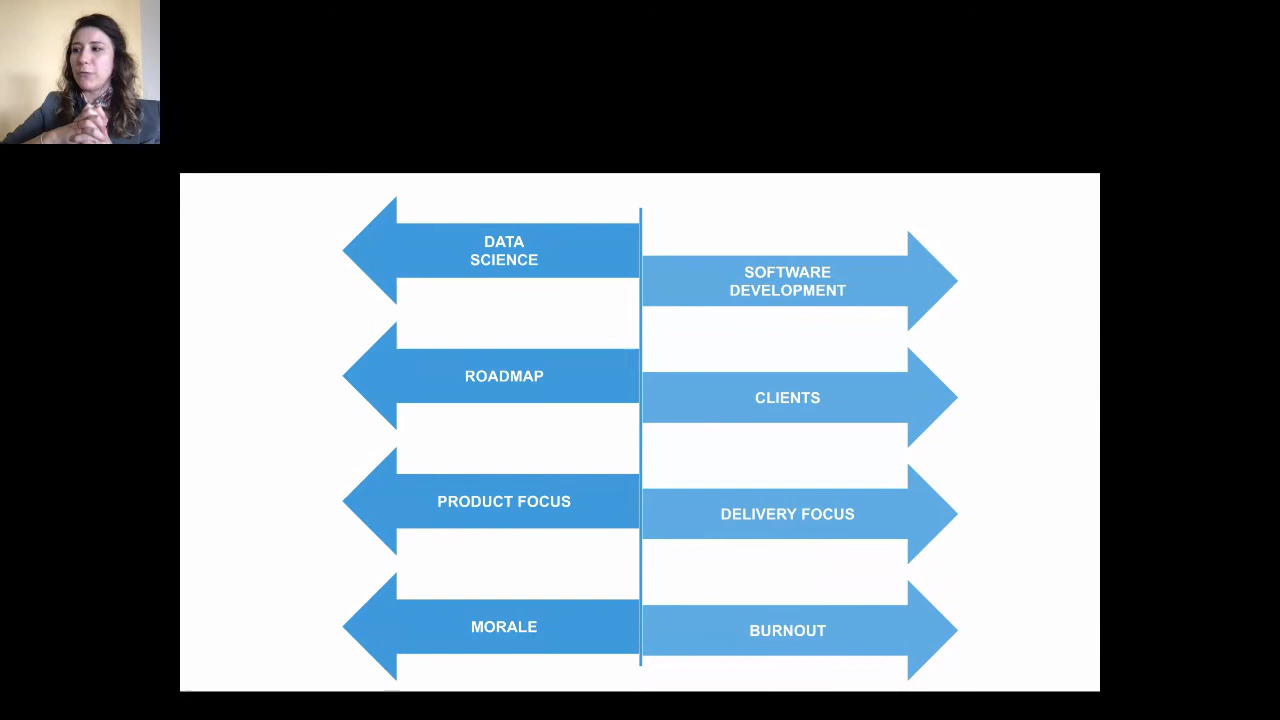 DATA
SCIENCE
SOFTWARE
DEVELOPMENT
ROADMAP
CLIENTS
PRODUCT FOCUS
DELIVERY FOCUS
MORALE
BURNOUT